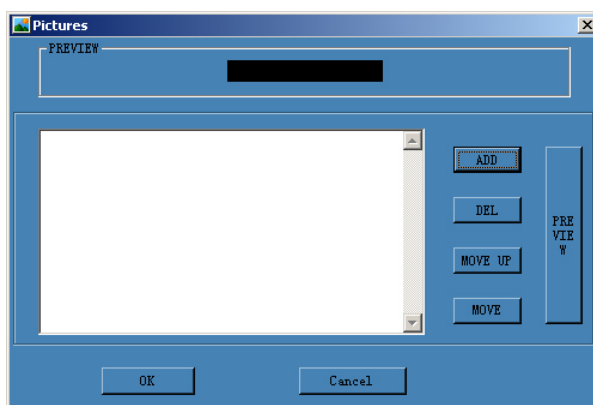 Pictures
PREVIEW
ADD
DEL
MOVE UP
MOVE
PRE
VIE
W
OK
Cancel